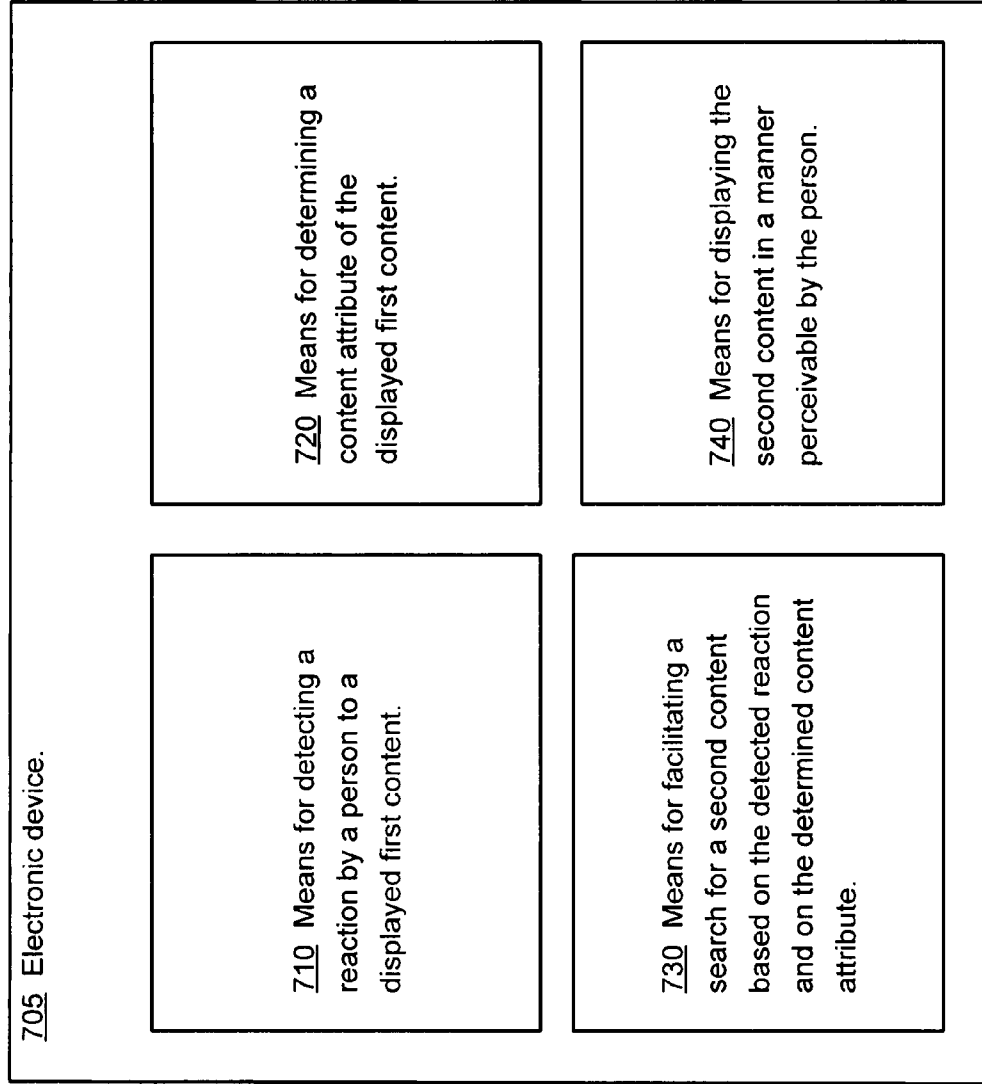 705 Electronic device.
710 Means for detecting a
reaction by a person to a
displayed first content.
720 Means for determining a
content attribute of the
displayed first content.
730 Means for facilitating a
search for a second content
based on the detected reaction
and on the determined content
attribute.
740 Means for displaying the
second content in a manner
perceivable by the person.